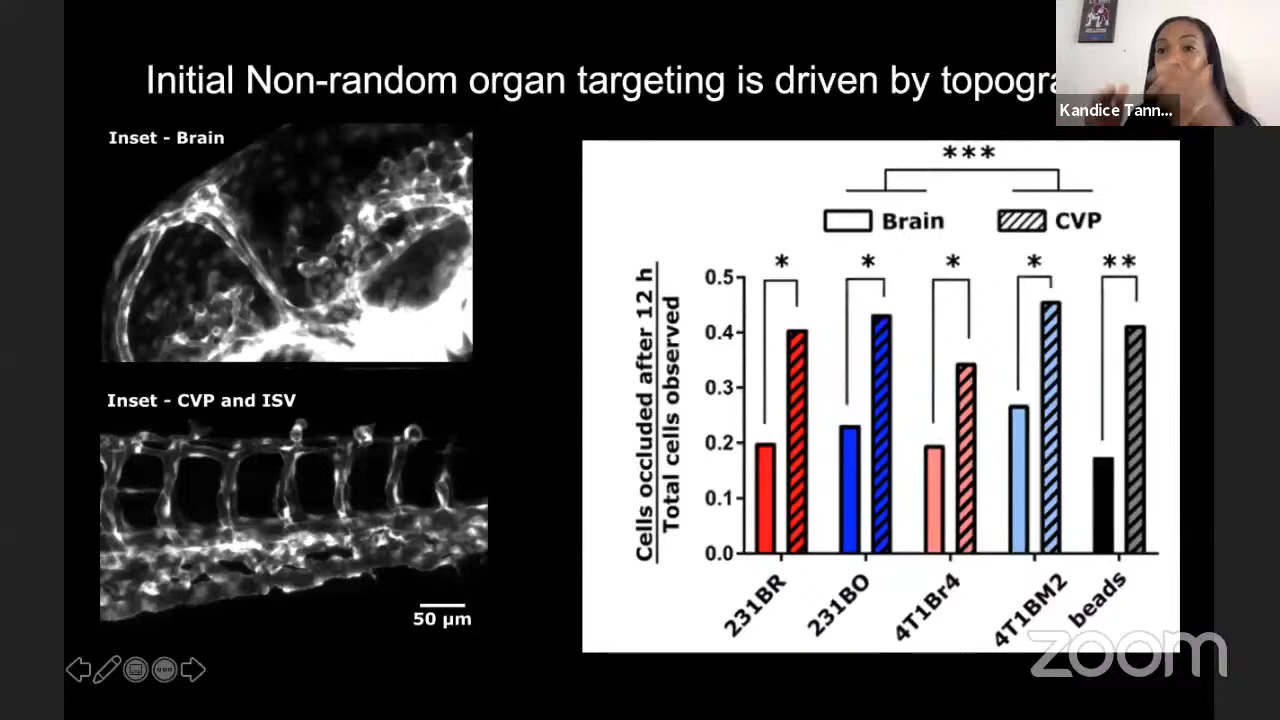 Initial Non-random organ targeting is driven by
Kandice Tann...
Inset - Brain
Inset - CVP and ISV
50 µm
***
Brain
CVP
* * * * **
Cells occluded after 12 h
Total cells observed
0.5
0.4
0.3
0.2
0.1
0.0
231BR
231BO
4T1Br4
4T1BM2
beads
zoom